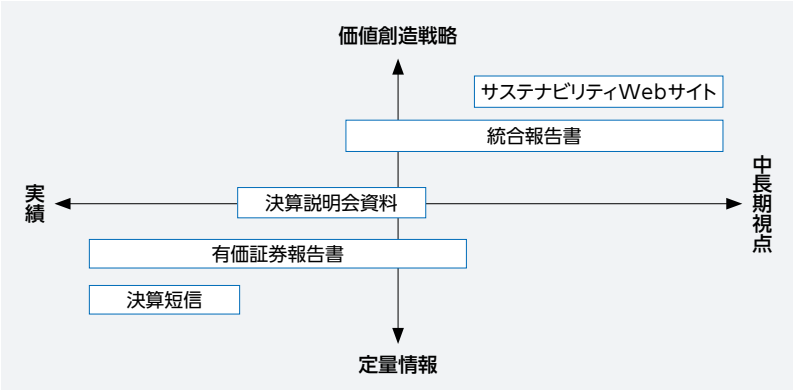 価値創造戦略
サステナビリティWebサイト
統合報告書
実績
決算説明会資料
中長期視点
有価証券報告書
決算短信
定量情報